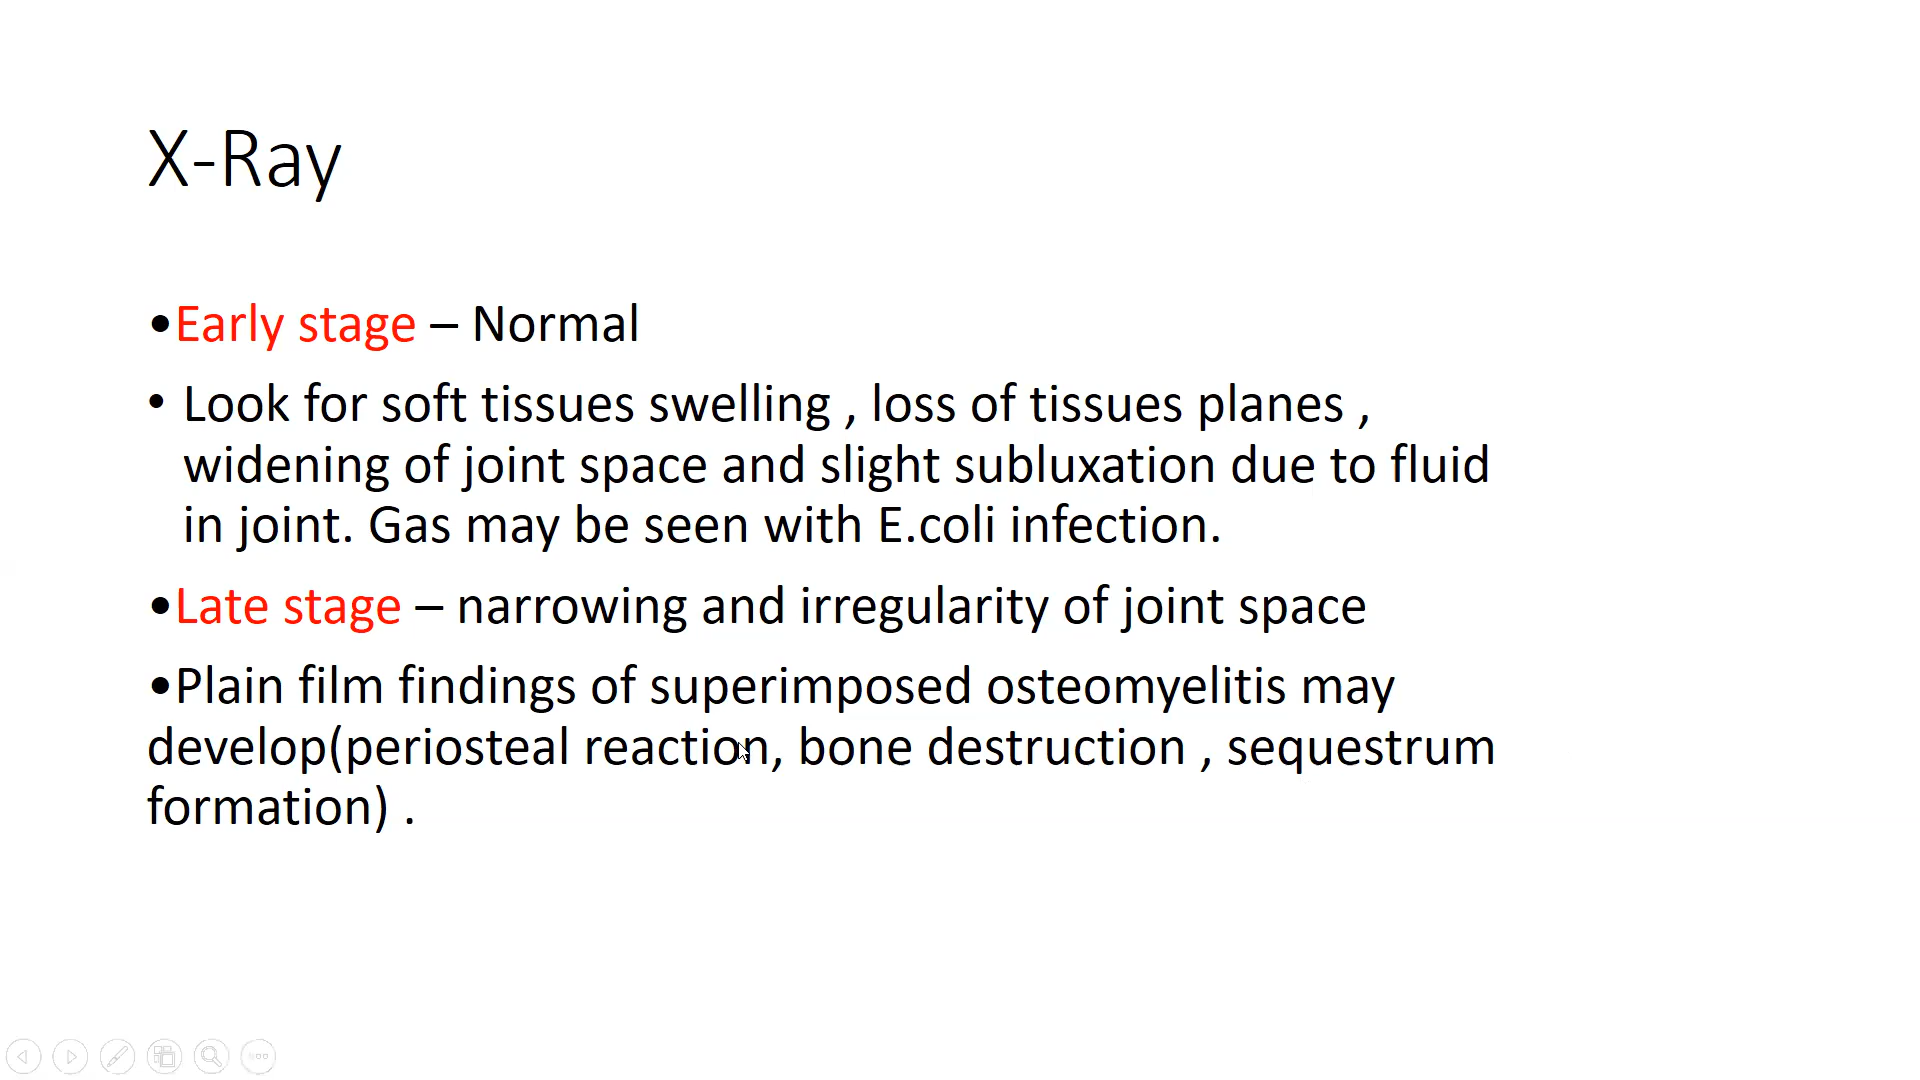 X-Ray
•Early stage – Normal
• Look for soft tissues swelling , loss of tissues planes ,
widening of joint space and slight subluxation due to fluid
in joint. Gas may be seen with E.coli infection.
•Late stage – narrowing and irregularity of joint space
•Plain film findings of superimposed osteomyelitis may
develop(periosteal reaction, bone destruction , sequestrum
formation) .